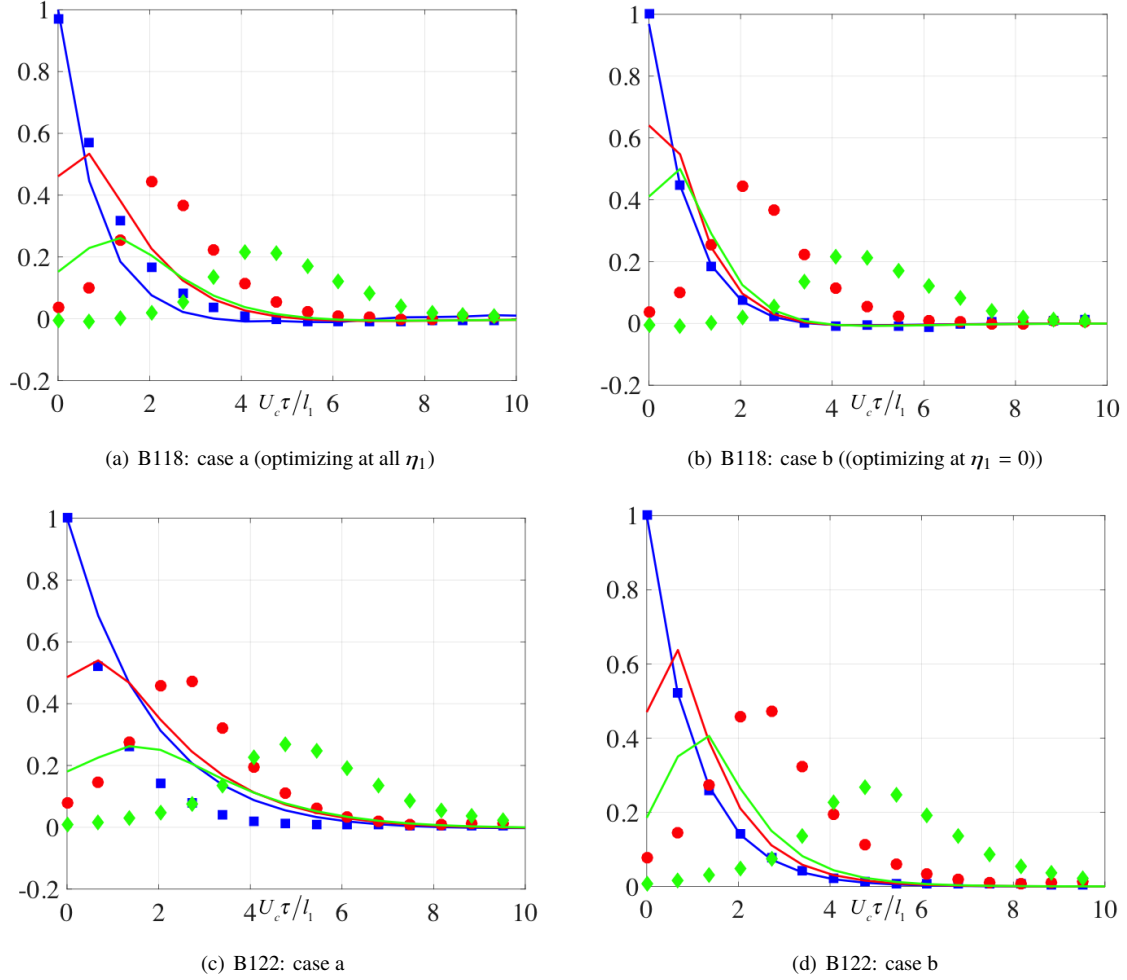 1
0.8
0.6
0.4
0.2
0
-0.2
0 2 4 6 8 10
U_c τ/l_1
(a) B118: case a (optimizing at all η_1)
1
0.8
0.6
0.4
0.2
0
-0.2
0 2 4 6 8 10
U_c τ/l_1
(b) B118: case b ((optimizing at η_1 = 0))
1
0.8
0.6
0.4
0.2
0
-0.2
0 2 4 6 8 10
U_c τ/l_1
(c) B122: case a
1
0.8
0.6
0.4
0.2
0
0 2 4 6 8 10
U_c τ/l_1
(d) B122: case b